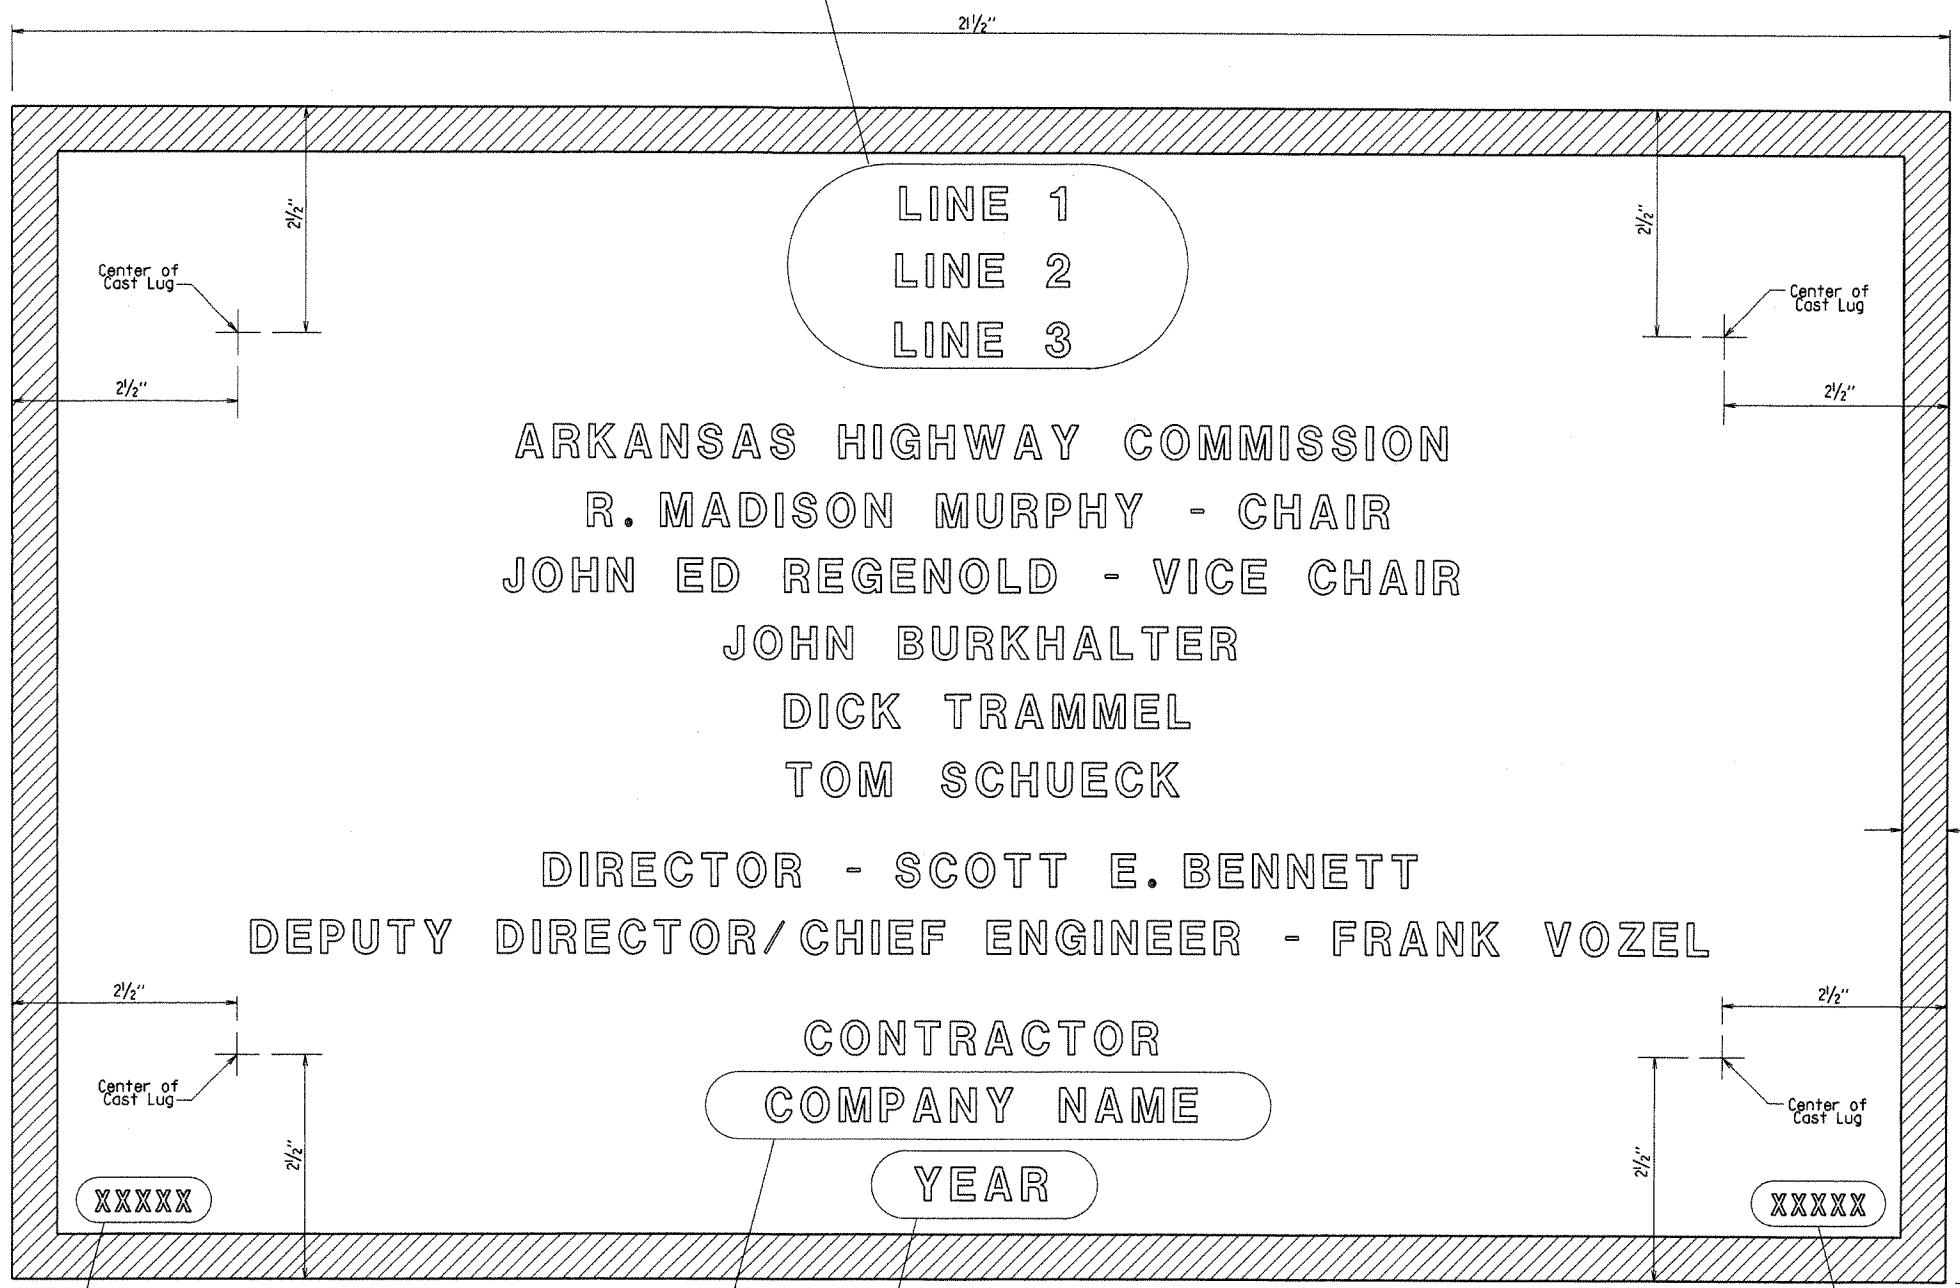 21½"
2½"
2½"
Center of
Cast Lug
Center of
Cast Lug
2½"
2½"
LINE 1
LINE 2
LINE 3
ARKANSAS HIGHWAY COMMISSION
R. MADISON MURPHY - CHAIR
JOHN ED REGENOLD - VICE CHAIR
JOHN BURKHALTER
DICK TRAMMEL
TOM SCHUECK
DIRECTOR - SCOTT E. BENNETT
DEPUTY DIRECTOR/CHIEF ENGINEER - FRANK VOZEL
2½"
2½"
CONTRACTOR
COMPANY NAME
YEAR
Center of
Cast Lug
Center of
Cast Lug
2½"
2½"
XXXXX
XXXXX